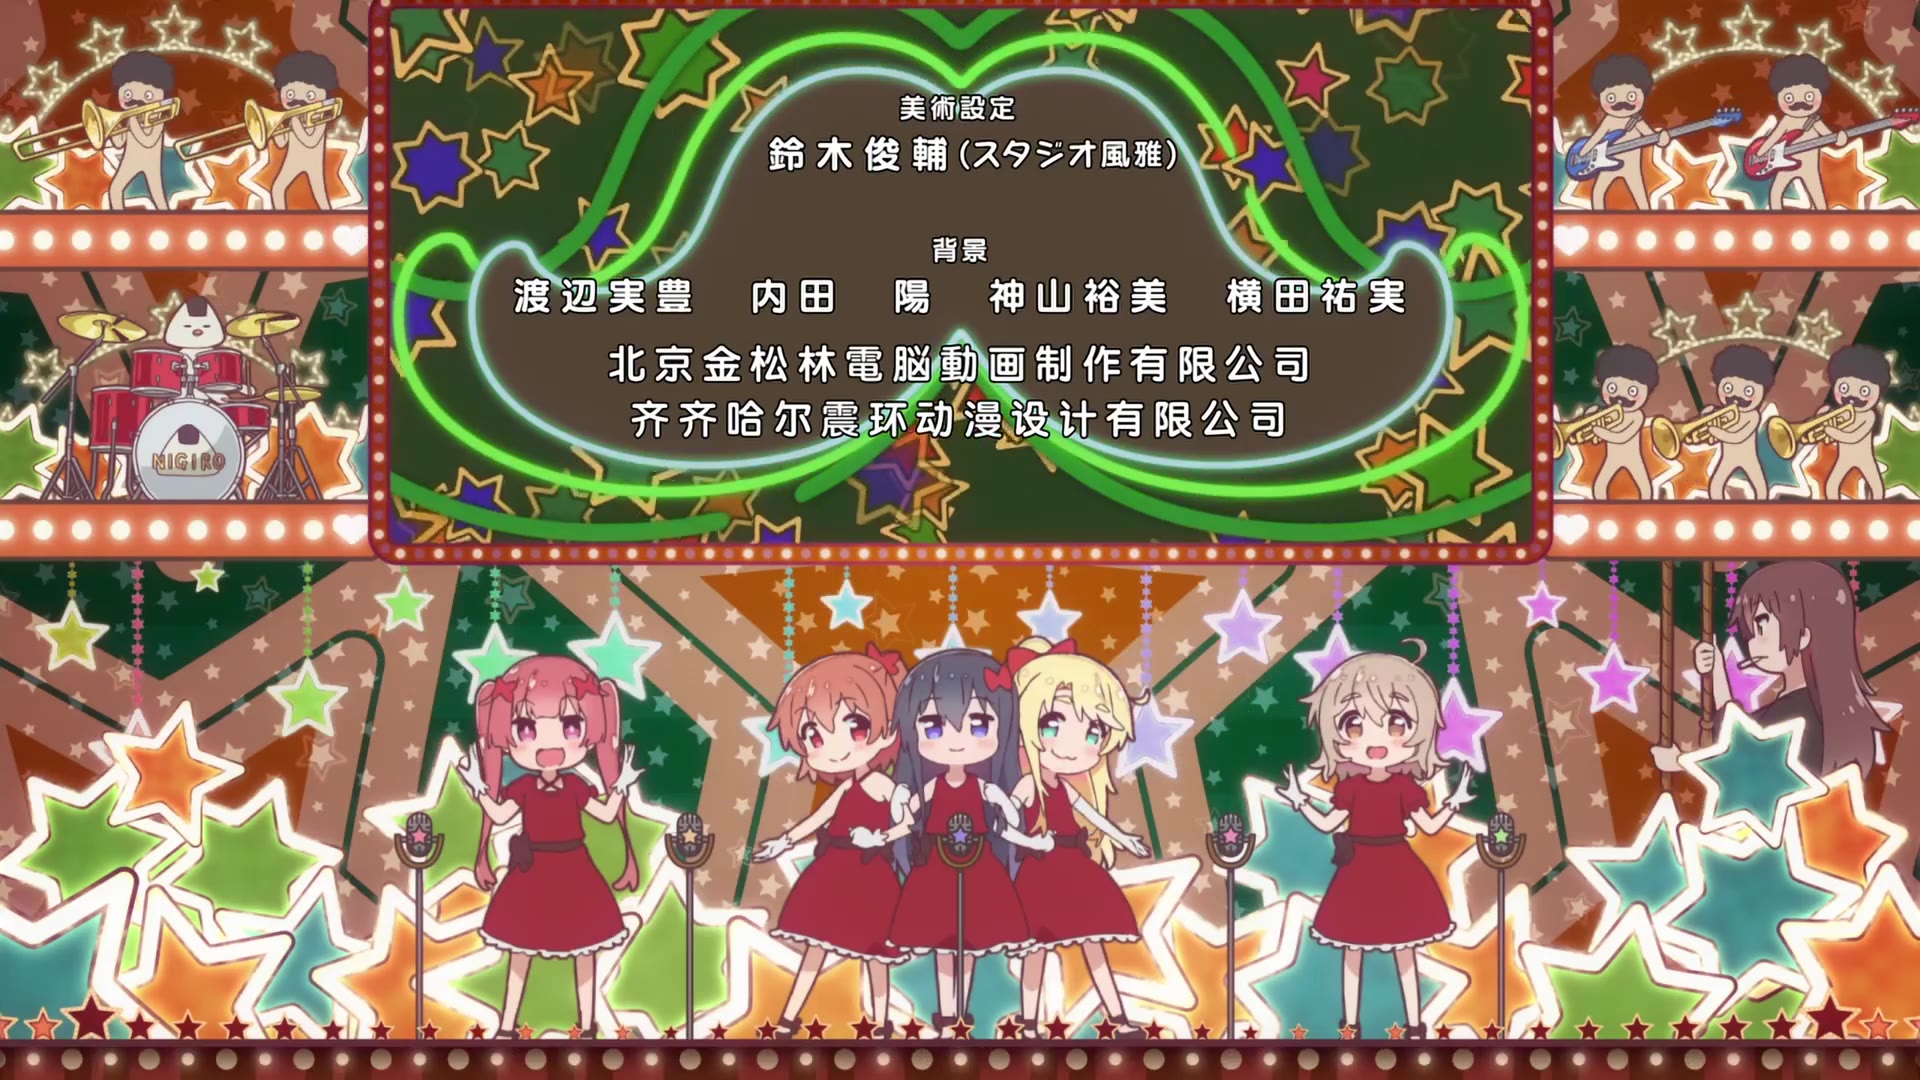 美術設定
鈴木俊輔(スタジオ風雅)
背景
渡辺実豊　内田　陽　神山裕美　横田祐実
北京金松林電脳動画制作有限公司
齐齐哈尔震环动漫设计有限公司
NIGIRO